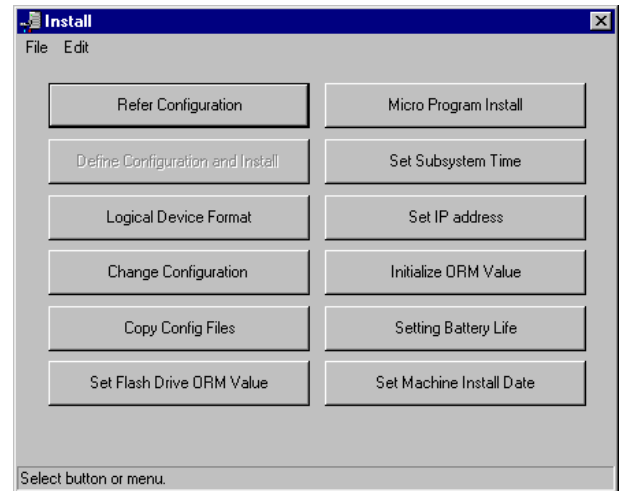 Install
File Edit
Refer Configuration
Micro Program Install
Define Configuration and Install
Set Subsystem Time
Logical Device Format
Set IP address
Change Configuration
Initialize ORM Value
Copy Config Files
Setting Battery Life
Set Flash Drive ORM Value
Set Machine Install Date
Select button or menu.